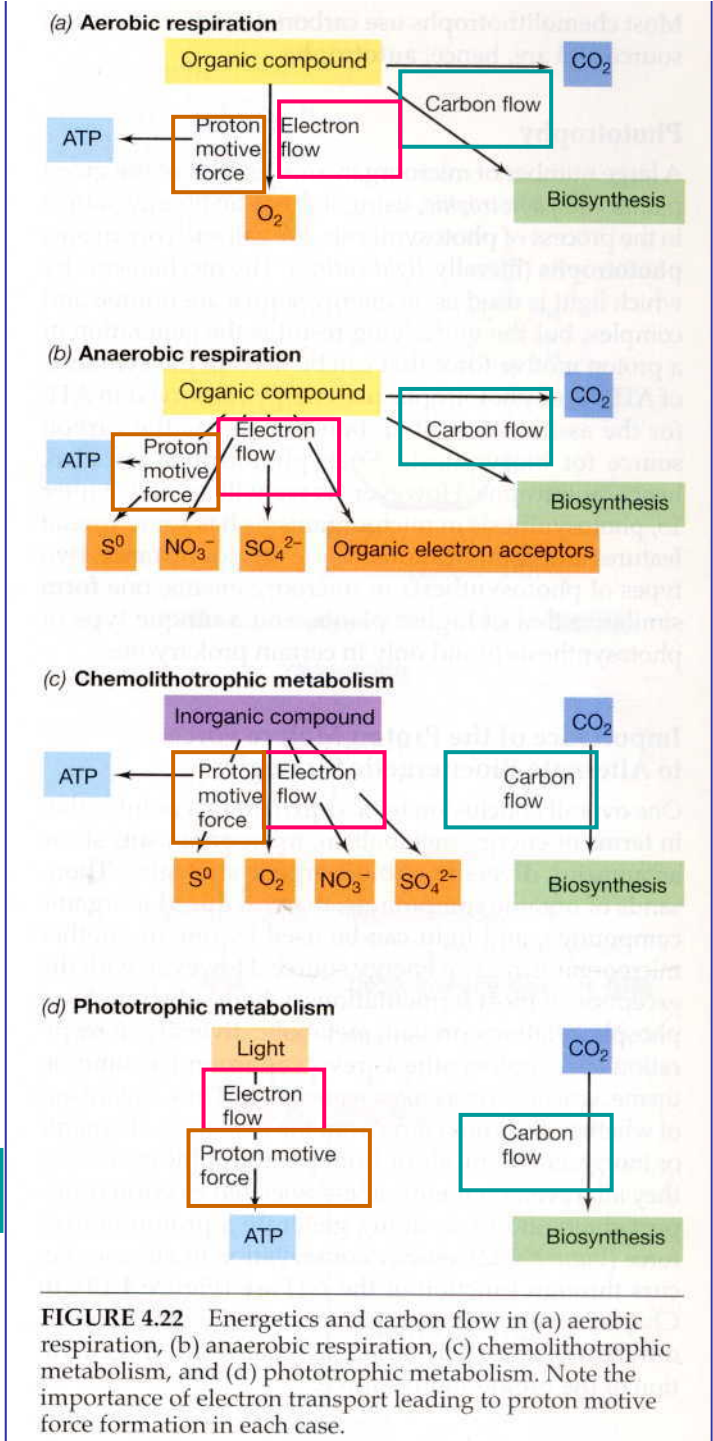 (a) Aerobic respiration
Organic compound
CO₂
Carbon flow
ATP
Proton
motive
force
Electron
flow
Biosynthesis
O₂
(b) Anaerobic respiration
Organic compound
CO₂
Electron
flow
Carbon flow
Proton
motive
force
ATP
Biosynthesis
S⁰
NO₃⁻
SO₄²⁻
Organic electron acceptors
(c) Chemolithotrophic metabolism
Inorganic compound
CO₂
ATP
Proton
motive
force
Electron
flow
Carbon
flow
S⁰
O₂
NO₃⁻
SO₄²⁻
Biosynthesis
(d) Phototrophic metabolism
Light
CO₂
Electron
flow
Proton motive
force
Carbon
flow
ATP
Biosynthesis
FIGURE 4.22 Energetics and carbon flow in (a) aerobic
respiration, (b) anaerobic respiration, (c) chemolithotrophic
metabolism, and (d) phototrophic metabolism. Note the
importance of electron transport leading to proton motive
force formation in each case.